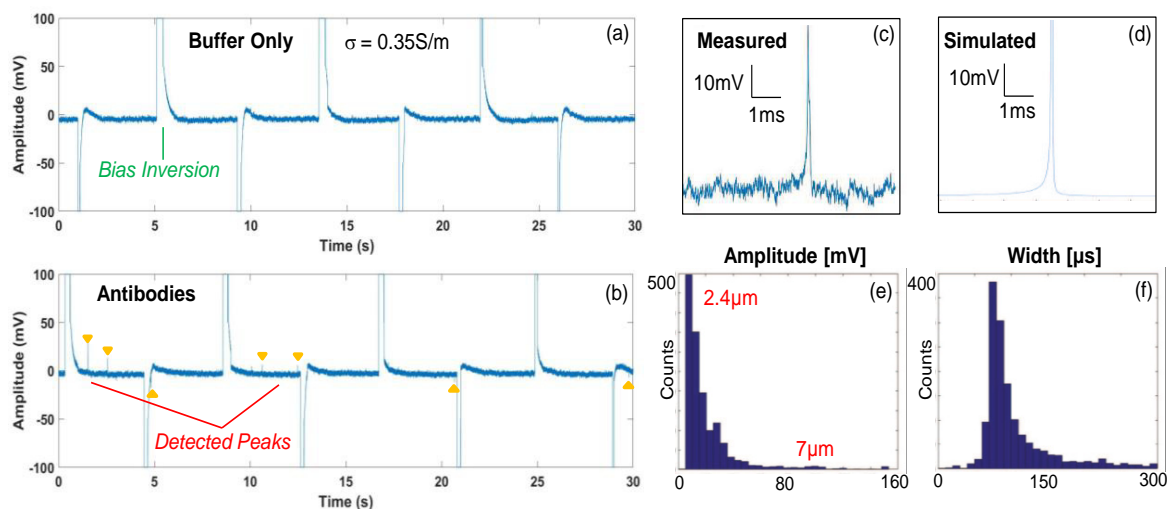 Buffer Only
σ = 0.35S/m
(a)
100
50
0
-50
-100
Amplitude (mV)
Bias Inversion
0 5 10 15 20 25 30
Time (s)
Antibodies
(b)
100
50
0
-50
-100
Amplitude (mV)
Detected Peaks
0 5 10 15 20 25 30
Time (s)
Measured
(c)
10mV
1ms
Simulated
(d)
10mV
1ms
Amplitude [mV]
500
2.4µm
(e)
Counts
7µm
0 80 160
Width [µs]
400
(f)
Counts
0 150 300